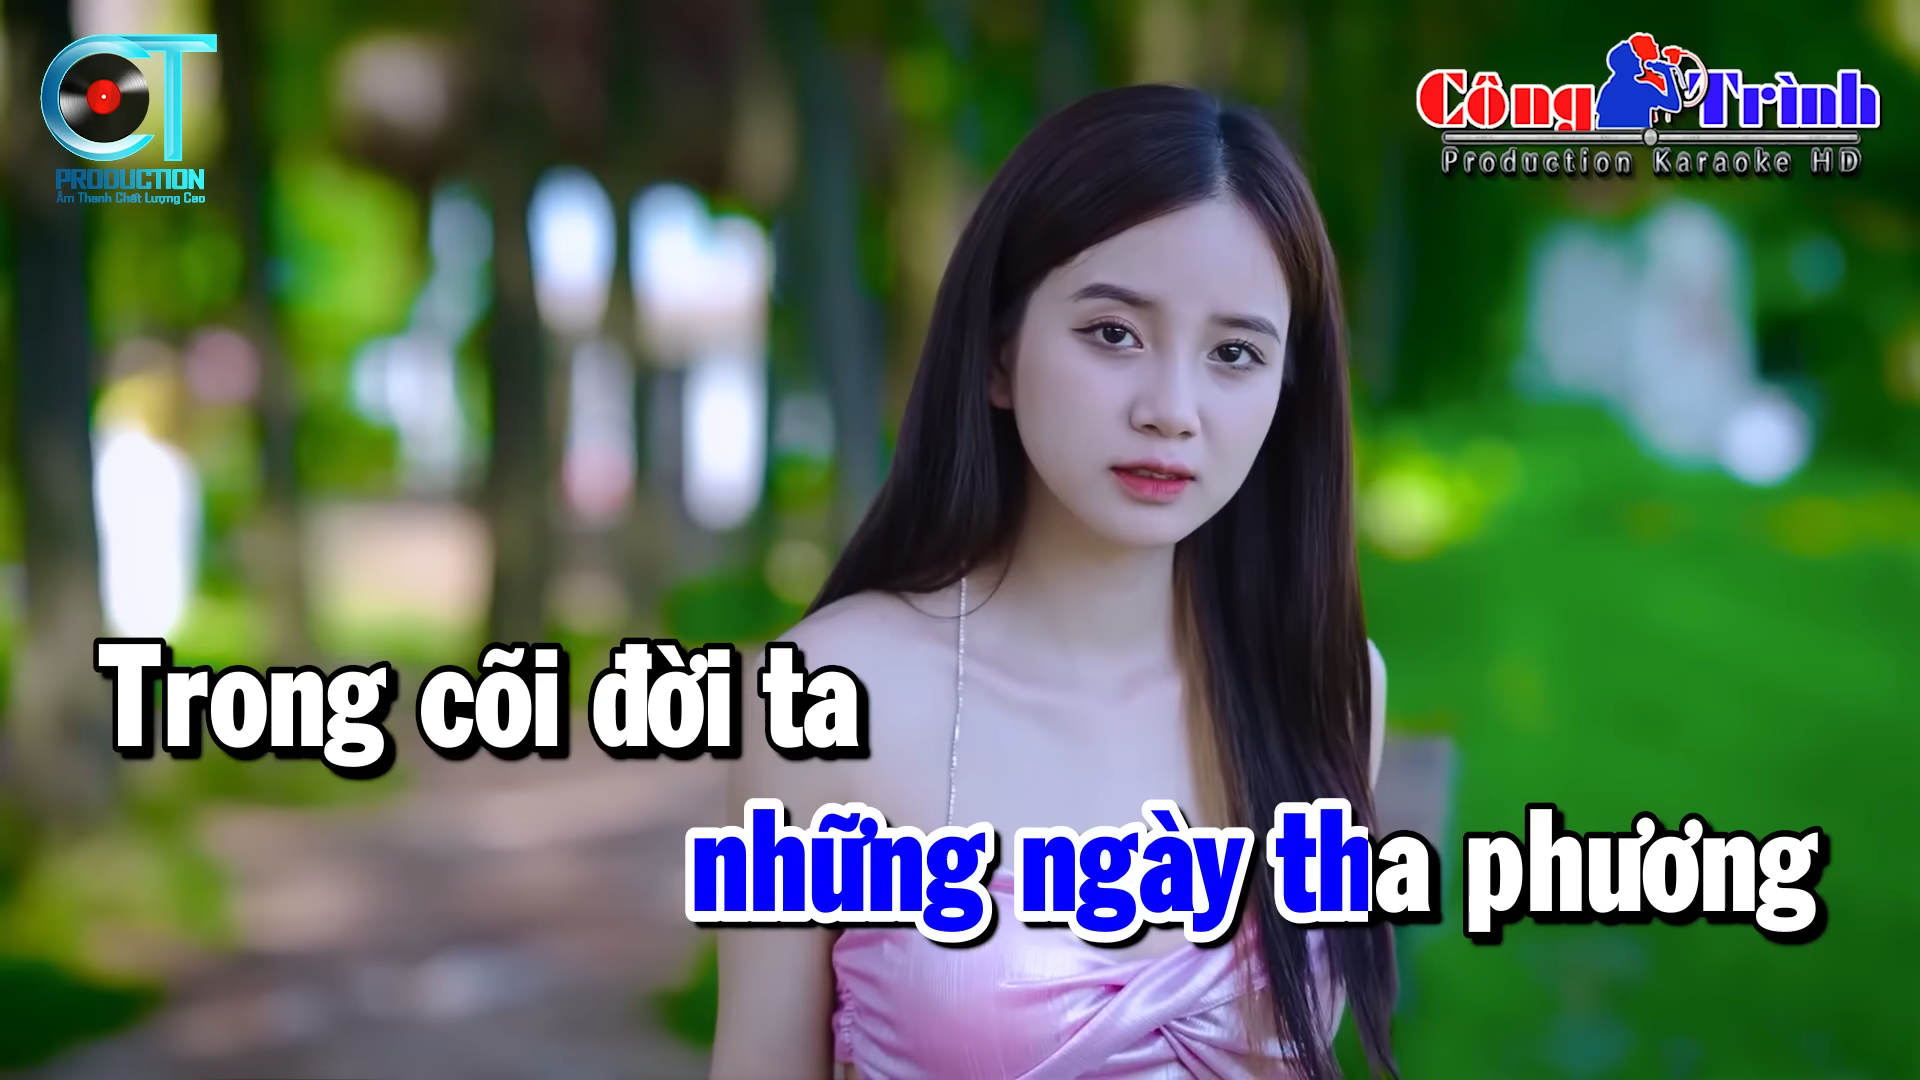 CT
PRODUCTION
Âm Thanh Chất Lượng Cao
Công Trình
Production Karaoke HD
Trong cõi đời ta
những ngày tha phương